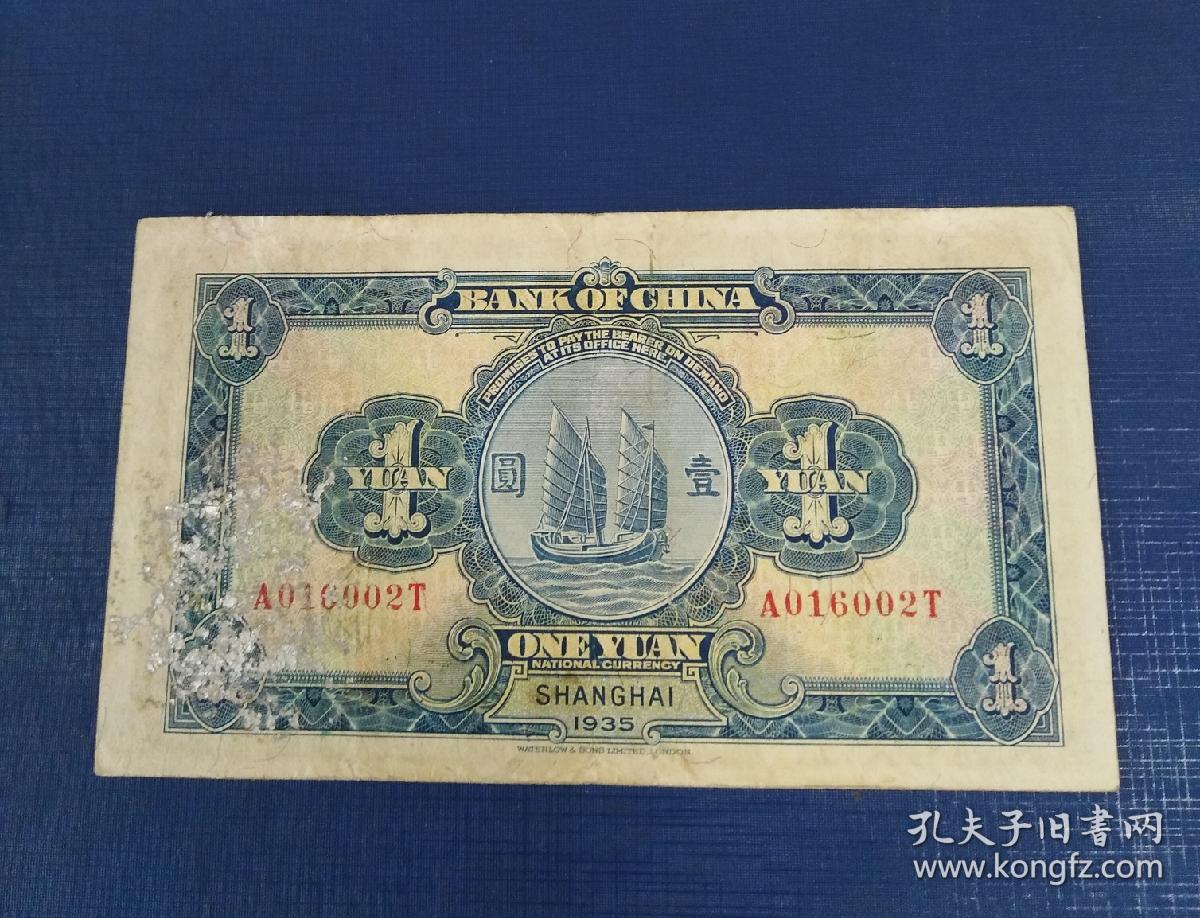 BANK OF CHINA
PROMISES TO PAY THE BEARER ON DEMAND
AT ITS OFFICE HERE
1
1
1 YUAN
圓 壹
1 YUAN
A016002T
A016002T
ONE YUAN
NATIONAL CURRENCY
SHANGHAI
1935
1
WATERLOW & SONS LIMITED, LONDON
孔夫子旧書网
www.kongfz.com